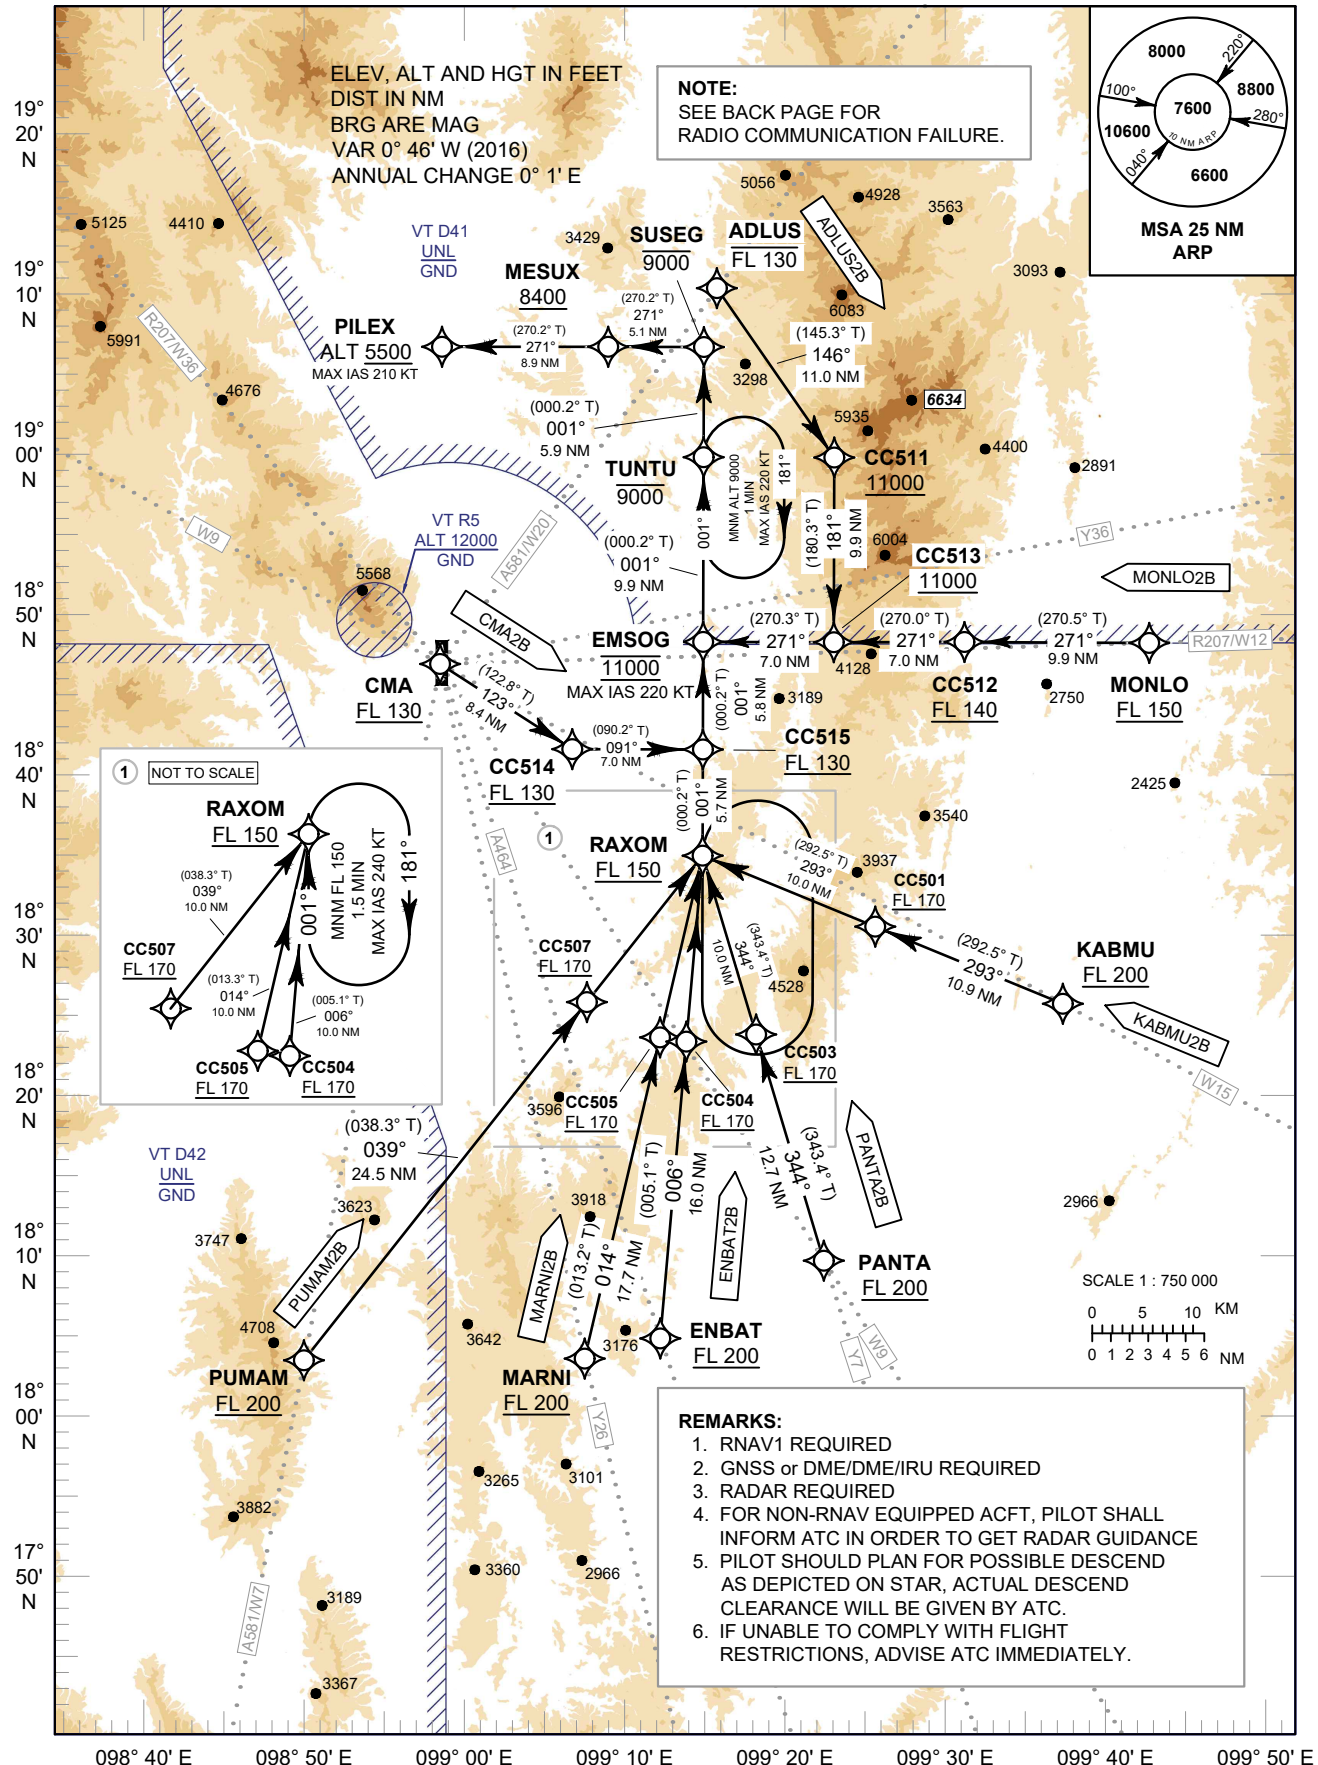 ELEV, ALT AND HGT IN FEET
DIST IN NM
BRG ARE MAG
VAR 0° 46' W (2016)
ANNUAL CHANGE 0° 1' E
NOTE:
SEE BACK PAGE FOR
RADIO COMMUNICATION FAILURE.
8000
220°
100°
8800
7600
280°
10600
10 NM ARP
040°
6600
MSA 25 NM
ARP
19°
20'
N
19°
10'
N
19°
00'
N
18°
50'
N
18°
40'
N
18°
30'
N
18°
20'
N
18°
10'
N
18°
00'
N
17°
50'
N
5056
4928
3563
5125
4410
3429
3093
6083
5991
4676
3298
6634
5935
4400
2891
6004
5568
4128
3189
2750
2425
3540
3937
4528
3596
3918
3623
3747
2966
4708
3642
3176
3265
3101
3882
3360
2966
3189
3367
VT D41
UNL
GND
VT R5
ALT 12000
GND
VT D42
UNL
GND
SUSEG
9000
ADLUS
FL 130
ADLUS2B
MESUX
8400
PILEX
ALT 5500
MAX IAS 210 KT
(270.2° T)
271°
5.1 NM
(270.2° T)
271°
8.9 NM
(145.3° T)
146°
11.0 NM
(000.2° T)
001°
5.9 NM
TUNTU
9000
001°
MNM ALT 9000
1 MIN
MAX IAS 220 KT
181°
CC511
11000
(180.3° T)
181°
9.9 NM
(000.2° T)
001°
9.9 NM
CC513
11000
MONLO2B
EMSOG
11000
MAX IAS 220 KT
(270.3° T)
271°
7.0 NM
(270.0° T)
271°
7.0 NM
(270.5° T)
271°
9.9 NM
CC512
FL 140
MONLO
FL 150
CMA2B
CMA
FL 130
(122.8° T)
123°
8.4 NM
(090.2° T)
091°
7.0 NM
CC514
FL 130
(000.2° T)
001°
5.8 NM
CC515
FL 130
(000.2° T)
001°
5.7 NM
RAXOM
FL 150
1
1
NOT TO SCALE
RAXOM
FL 150
(038.3° T)
039°
10.0 NM
001°
MNM FL 150
1.5 MIN
MAX IAS 240 KT
181°
CC507
FL 170
(013.3° T)
014°
10.0 NM
(005.1° T)
006°
10.0 NM
CC505
FL 170
CC504
FL 170
(292.5° T)
293°
10.0 NM
CC501
FL 170
(292.5° T)
293°
10.9 NM
KABMU
FL 200
KABMU2B
CC507
FL 170
(343.4° T)
344°
10.0 NM
CC503
FL 170
CC505
FL 170
CC504
FL 170
(038.3° T)
039°
24.5 NM
PUMAM2B
PUMAM
FL 200
MARNI2B
(013.2° T)
014°
17.7 NM
MARNI
FL 200
(005.1° T)
006°
16.0 NM
ENBAT2B
ENBAT
FL 200
(343.4° T)
344°
12.7 NM
PANTA2B
PANTA
FL 200
R207/W36
W9
A581/W20
Y36
R207/W12
A464
W15
Y7
W9
Y26
A581/W7
SCALE 1 : 750 000
0 5 10 KM
0 1 2 3 4 5 6 NM
REMARKS:
1. RNAV1 REQUIRED
2. GNSS or DME/DME/IRU REQUIRED
3. RADAR REQUIRED
4. FOR NON-RNAV EQUIPPED ACFT, PILOT SHALL
INFORM ATC IN ORDER TO GET RADAR GUIDANCE
5. PILOT SHOULD PLAN FOR POSSIBLE DESCEND
AS DEPICTED ON STAR, ACTUAL DESCEND
CLEARANCE WILL BE GIVEN BY ATC.
6. IF UNABLE TO COMPLY WITH FLIGHT
RESTRICTIONS, ADVISE ATC IMMEDIATELY.
098° 40' E 098° 50' E 099° 00' E 099° 10' E 099° 20' E 099° 30' E 099° 40' E 099° 50' E